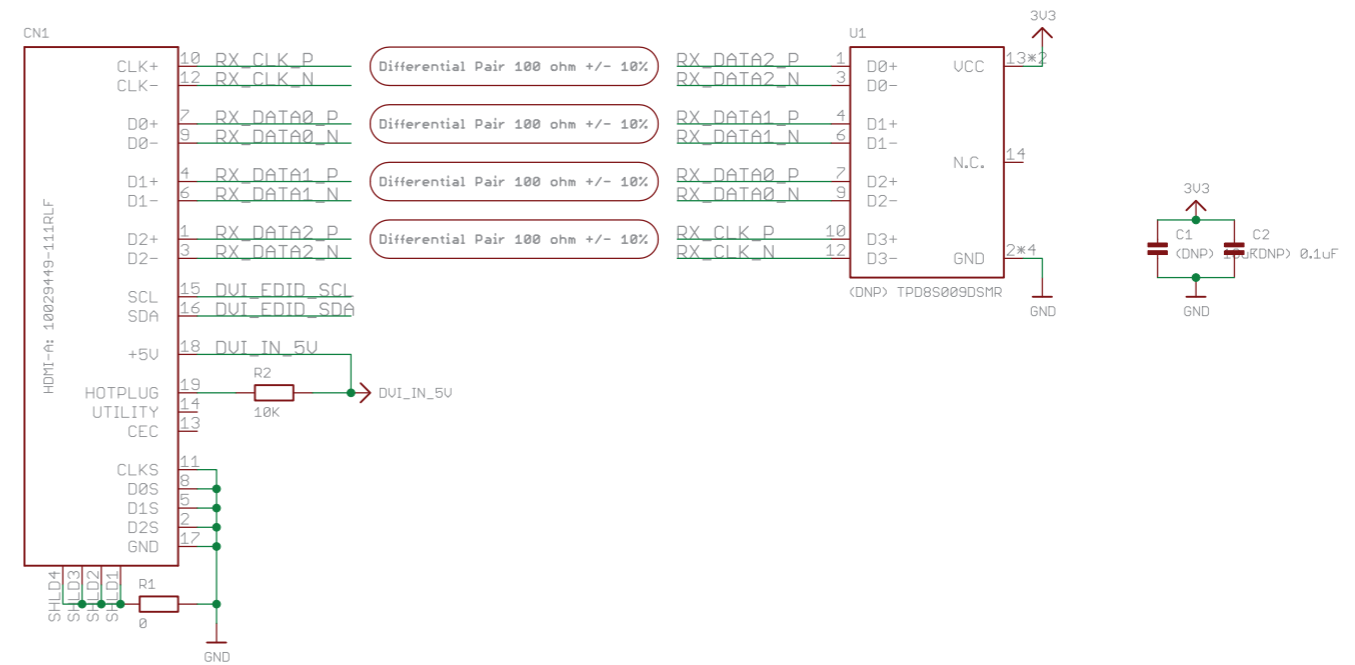 CN1
HDMI-A: 10029449-111RLF
CLK+ 10 RX_CLK_P
CLK- 12 RX_CLK_N
D0+ 7 RX_DATA0_P
D0- 9 RX_DATA0_N
D1+ 4 RX_DATA1_P
D1- 6 RX_DATA1_N
D2+ 1 RX_DATA2_P
D2- 3 RX_DATA2_N
SCL 15 DVI_EDID_SCL
SDA 16 DVI_EDID_SDA
+5V 18 DVI_IN_5V
HOTPLUG 19
UTILITY 14
CEC 13
CLKS 11
D0S 8
D1S 5
D2S 2
GND 17
R2
10K
DVI_IN_5V
SHLD4
SHLD3
SHLD2
SHLD1
R1
0
GND
Differential Pair 100 ohm +/- 10%
Differential Pair 100 ohm +/- 10%
Differential Pair 100 ohm +/- 10%
Differential Pair 100 ohm +/- 10%
U1
RX_DATA2_P 1 D0+
RX_DATA2_N 3 D0-
RX_DATA1_P 4 D1+
RX_DATA1_N 6 D1-
RX_DATA0_P 7 D2+
RX_DATA0_N 9 D2-
RX_CLK_P 10 D3+
RX_CLK_N 12 D3-
VCC 13*2
N.C. 14
GND 2*4
(DNP) TPD8S009DSMR
3V3
GND
3V3
C1
(DNP)
C2
(DNP) 0.1uF
GND